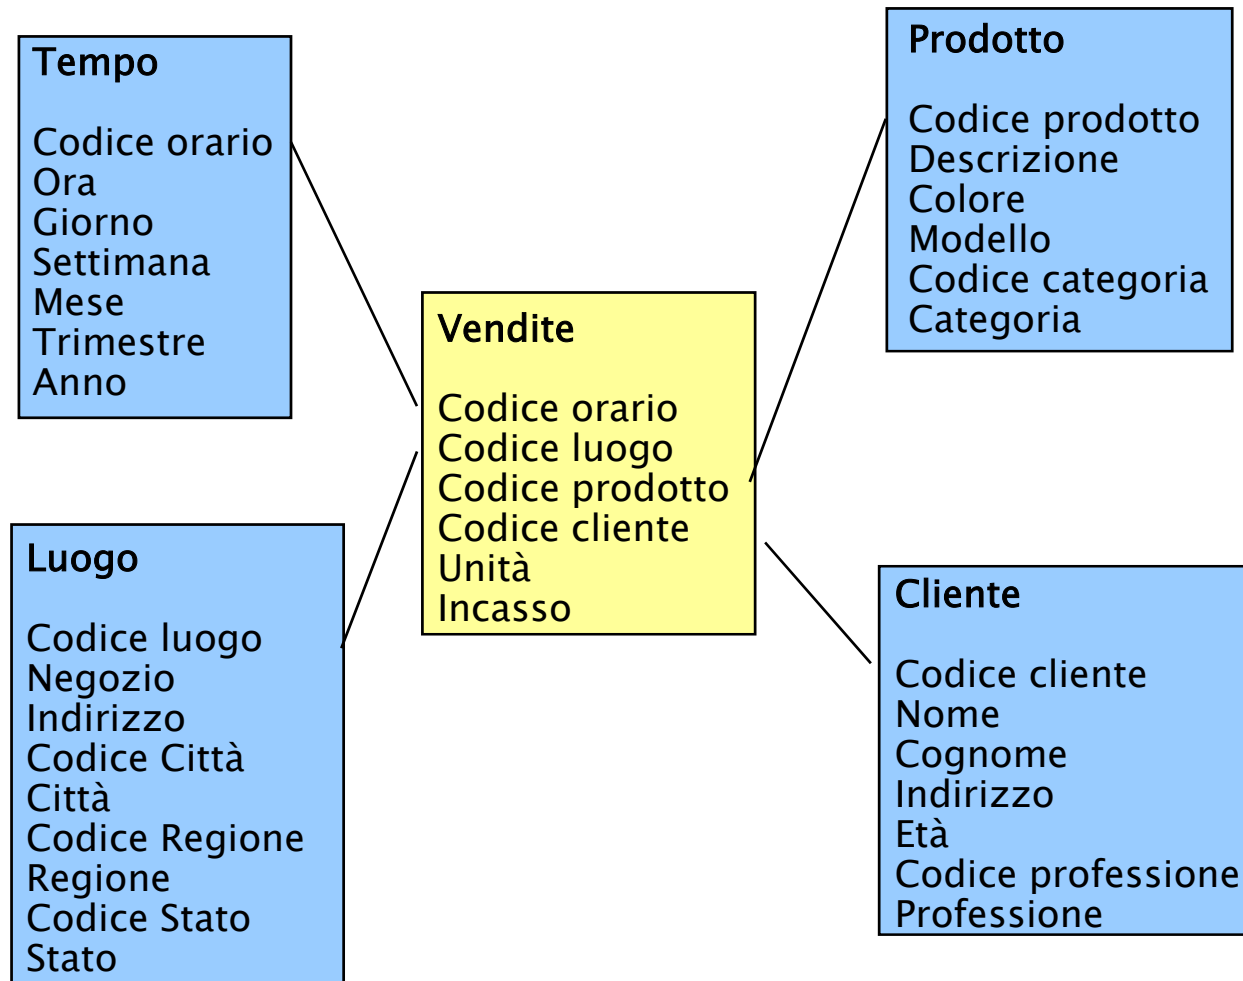 Tempo
Codice orario
Ora
Giorno
Settimana
Mese
Trimestre
Anno
Prodotto
Codice prodotto
Descrizione
Colore
Modello
Codice categoria
Categoria
Vendite
Codice orario
Codice luogo
Codice prodotto
Codice cliente
Unità
Incasso
Luogo
Codice luogo
Negozio
Indirizzo
Codice Città
Città
Codice Regione
Regione
Codice Stato
Stato
Cliente
Codice cliente
Nome
Cognome
Indirizzo
Età
Codice professione
Professione